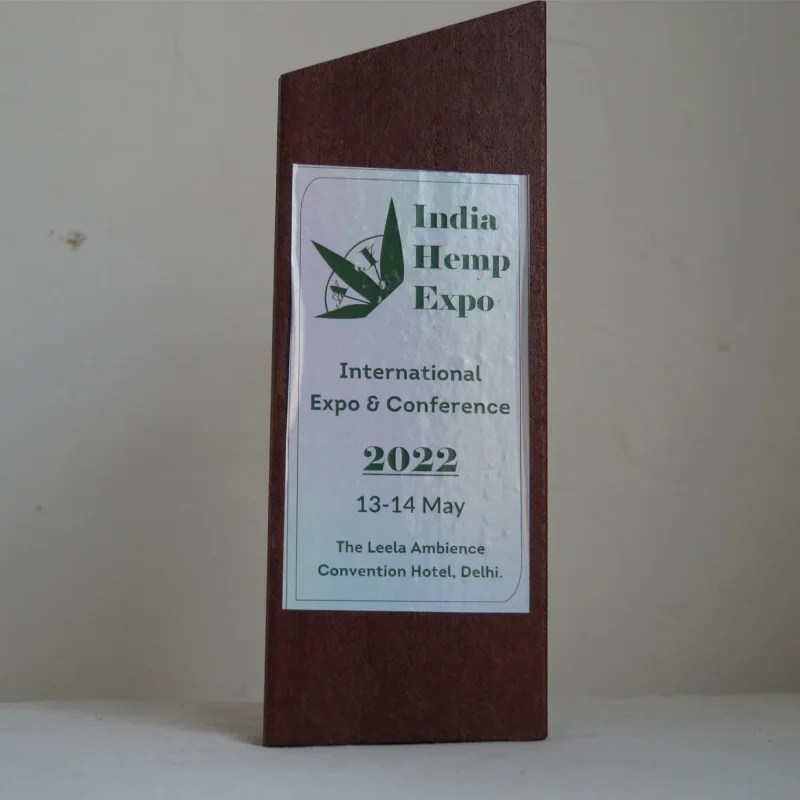 India
Hemp
Expo
International
Expo & Conference
2022
13-14 May
The Leela Ambience
Convention Hotel, Delhi.